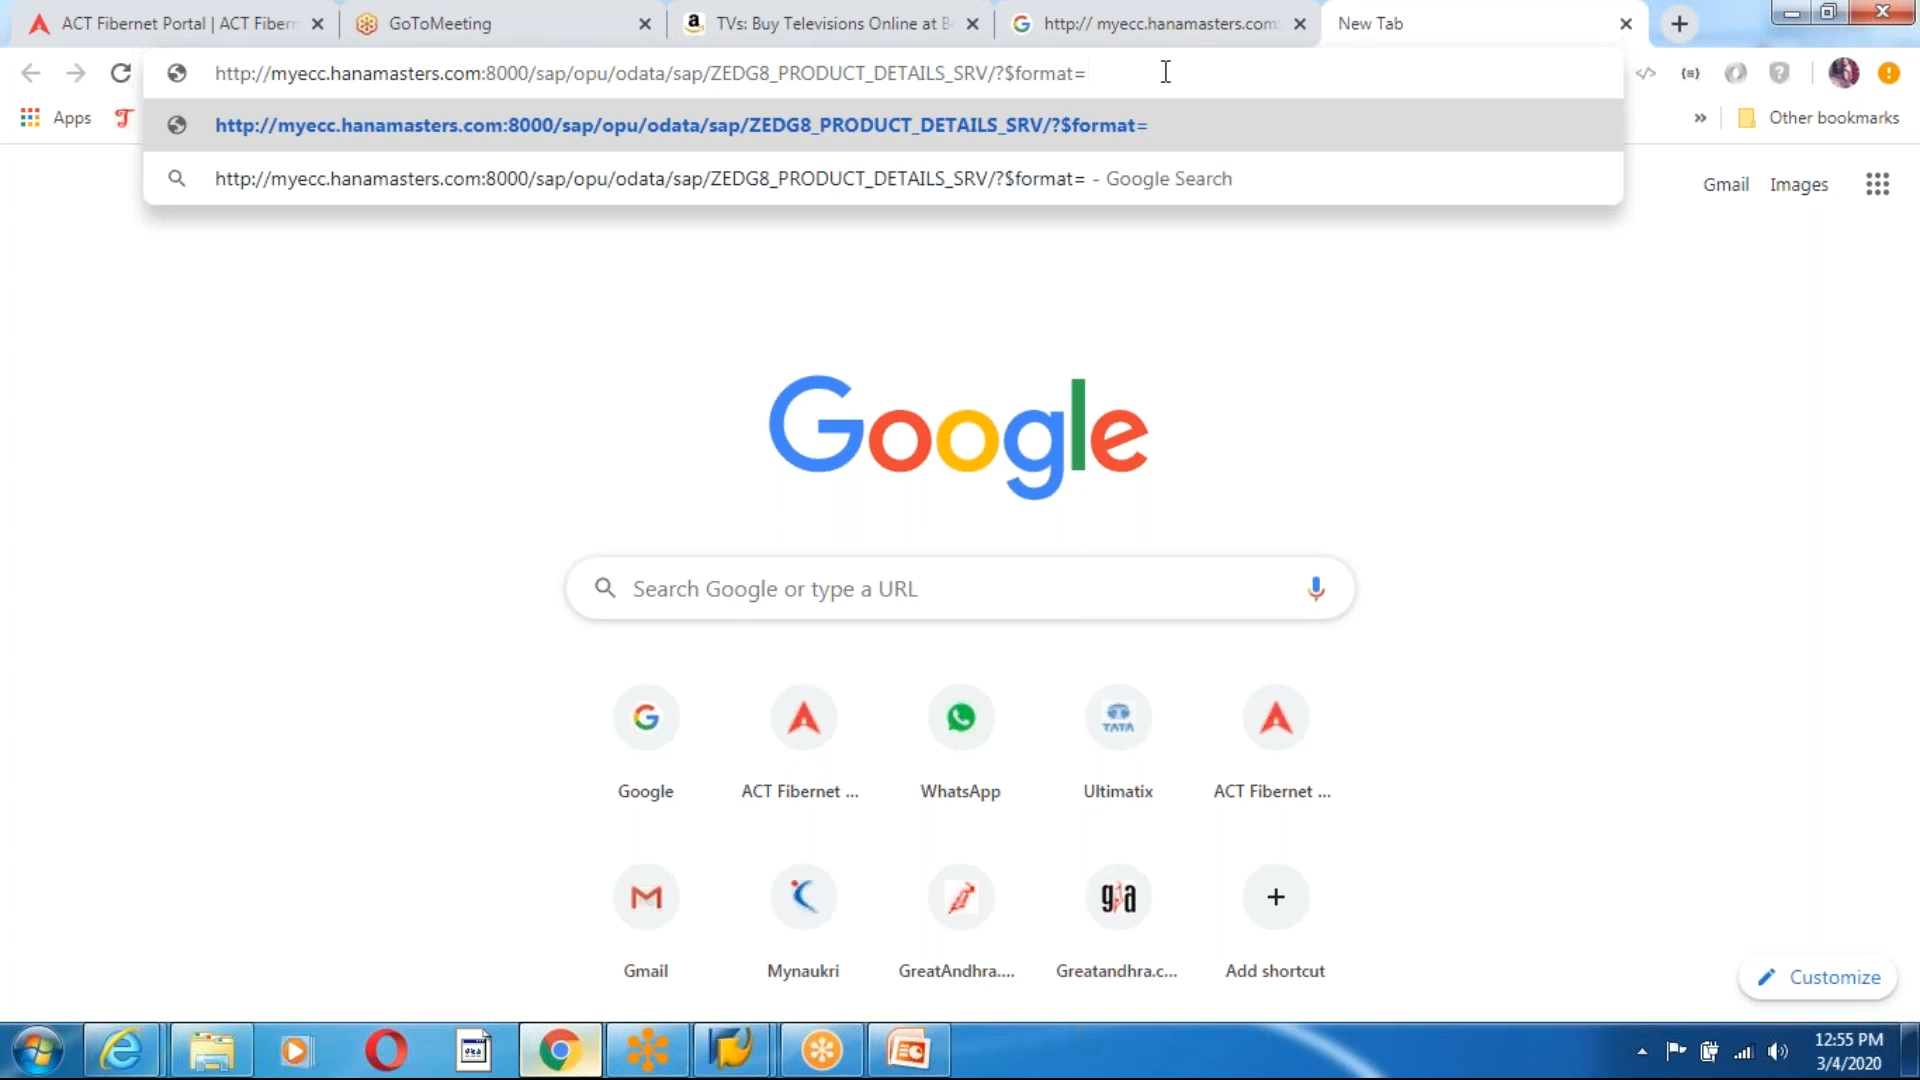 ACT Fibernet Portal | ACT Fibern
GoToMeeting
TVs: Buy Televisions Online at B
http:// myecc.hanamasters.com:
New Tab
http://myecc.hanamasters.com:8000/sap/opu/odata/sap/ZEDG8_PRODUCT_DETAILS_SRV/?$format=
Apps
http://myecc.hanamasters.com:8000/sap/opu/odata/sap/ZEDG8_PRODUCT_DETAILS_SRV/?$format=
Other bookmarks
http://myecc.hanamasters.com:8000/sap/opu/odata/sap/ZEDG8_PRODUCT_DETAILS_SRV/?$format= - Google Search
Gmail Images
Google
Search Google or type a URL
TATA
Google
ACT Fibernet ...
WhatsApp
Ultimatix
ACT Fibernet ...
Gmail
Mynaukri
GreatAndhra....
Greatandhra.c...
Add shortcut
Customize
12:55 PM
3/4/2020